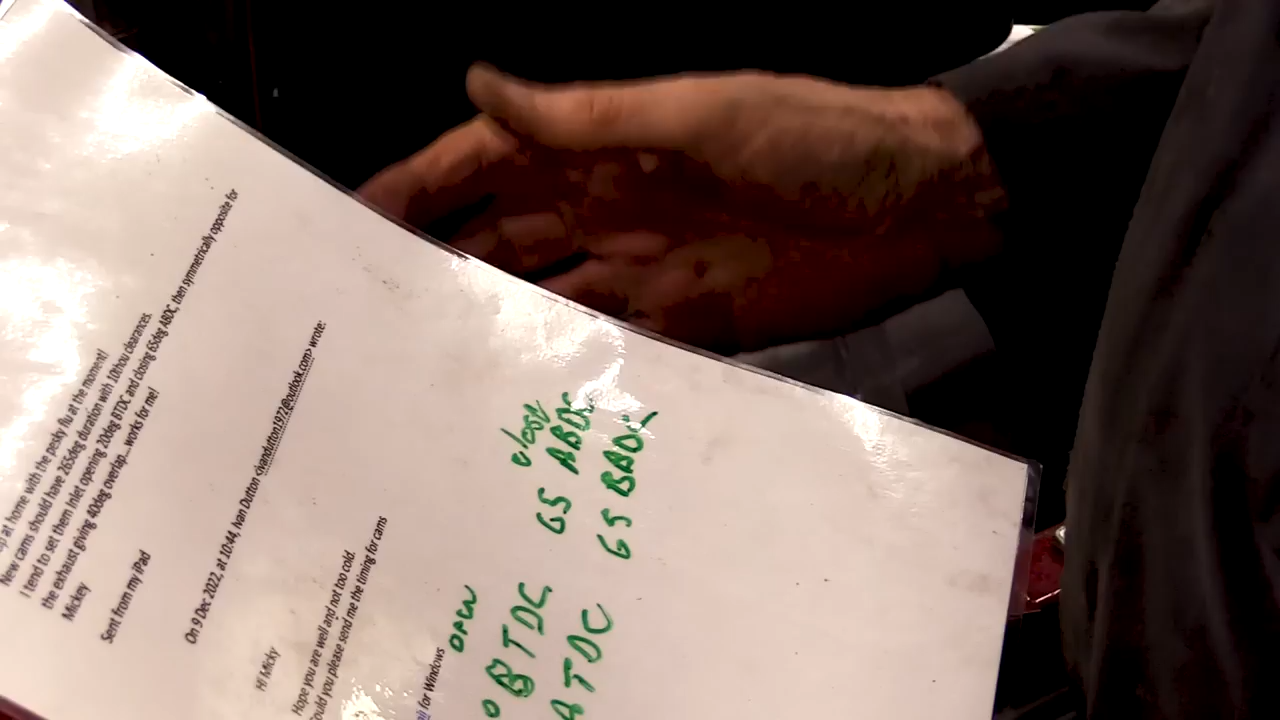 at home with the pesky flu at the moment!
New cams should have 265deg duration with 10thou clearances.
I tend to set them Inlet opening 20deg BTDC and closing 65deg ABDC, then symmetrically opposite for
the exhaust giving 40deg overlap...works for me!
Mickey
Sent from my iPad
On 9 Dec 2022, at 10:44, Ivan Dutton <ivandutton1972@outlook.com> wrote:
Hi Micky
Hope you are well and not too cold.
you please send me the timing for cams
for Windows
OPEN close
BTDC 65 ABDC
ATDC 65 BBDC